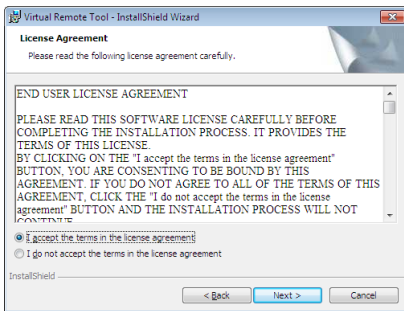 Virtual Remote Tool - InstallShield Wizard
License Agreement
Please read the following license agreement carefully.
END USER LICENSE AGREEMENT
PLEASE READ THIS SOFTWARE LICENSE CAREFULLY BEFORE
COMPLETING THE INSTALLATION PROCESS. IT PROVIDES THE
TERMS OF THIS LICENSE.
BY CLICKING ON THE "I accept the terms in the license agreement"
BUTTON, YOU ARE CONSENTING TO BE BOUND BY THIS
AGREEMENT. IF YOU DO NOT AGREE TO ALL OF THE TERMS OF THIS
AGREEMENT, CLICK THE "I do not accept the terms in the license
agreement" BUTTON AND THE INSTALLATION PROCESS WILL NOT
CONTINUE.
I accept the terms in the license agreement
I do not accept the terms in the license agreement
InstallShield
< Back
Next >
Cancel